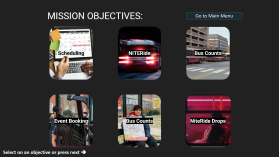 MISSION OBJECTIVES:
Go to Main Menu
Scheduling
NITERide
Bus Counts
Event Booking
Bus Counts
NiteRide Drops
Select on an objective or press next